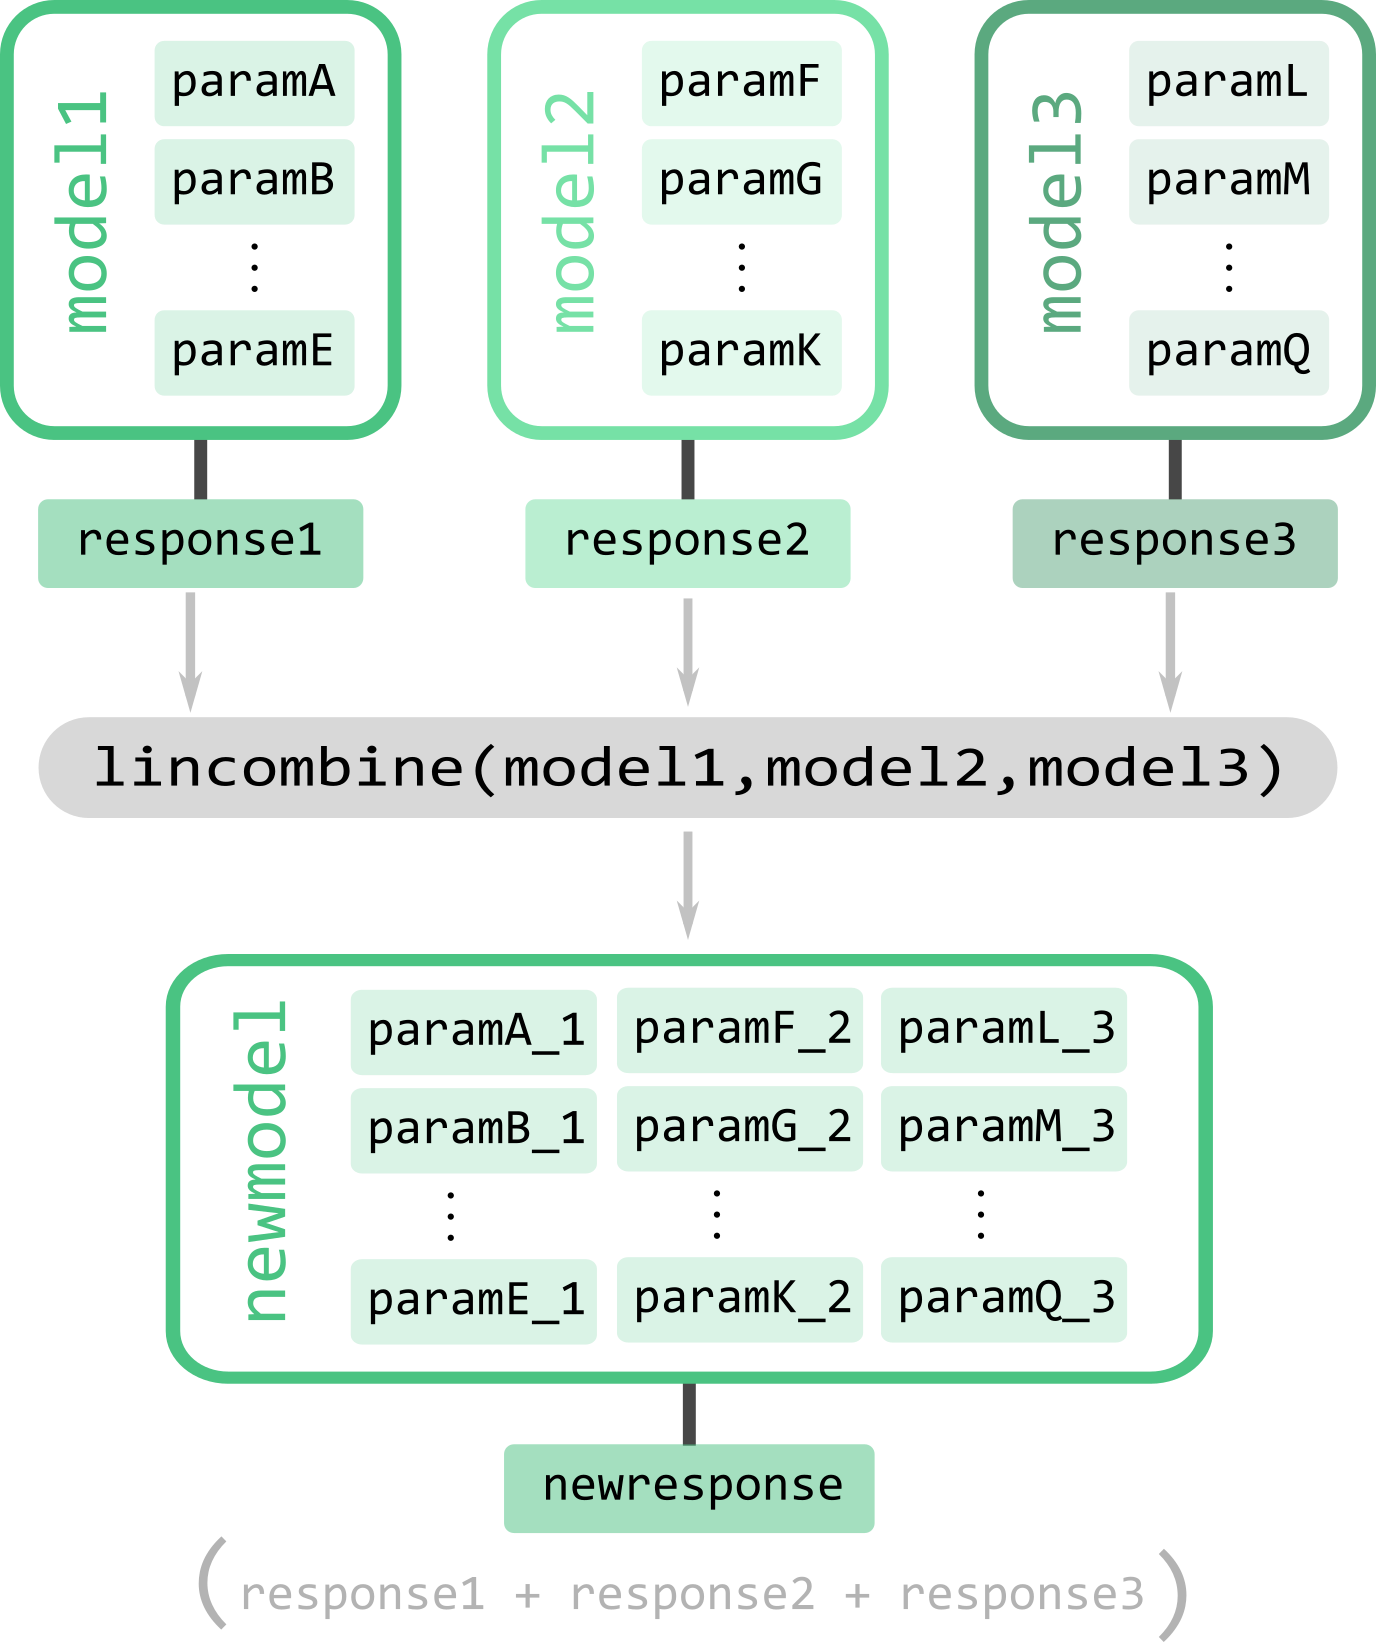 model1
paramA
paramB
⋮
paramE
response1
model2
paramF
paramG
⋮
paramK
response2
model3
paramL
paramM
⋮
paramQ
response3
lincombine(model1,model2,model3)
newmodel
paramA_1 paramF_2 paramL_3
paramB_1 paramG_2 paramM_3
⋮ ⋮ ⋮
paramE_1 paramK_2 paramQ_3
newresponse
(response1 + response2 + response3)